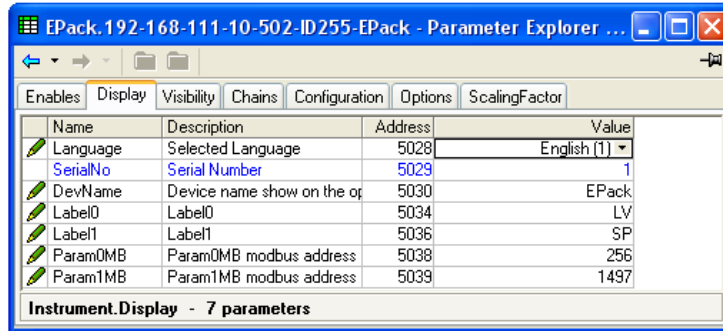 EPack.192-168-111-10-502-ID255-EPack - Parameter Explorer ...
Enables Display Visibility Chains Configuration Options ScalingFactor
Name Description Address Value
Language Selected Language 5028 English (1)
SerialNo Serial Number 5029 1
DevName Device name show on the op 5030 EPack
Label0 Label0 5034 LV
Label1 Label1 5036 SP
Param0MB Param0MB modbus address 5038 256
Param1MB Param1MB modbus address 5039 1497
Instrument.Display - 7 parameters